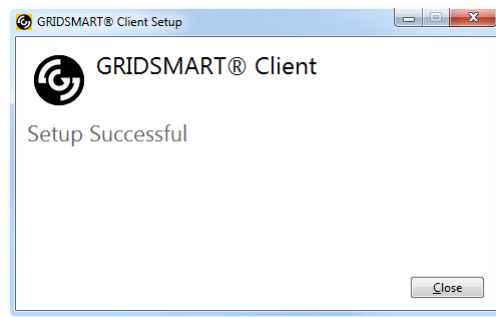 GRIDSMART® Client Setup
GRIDSMART® Client
Setup Successful
Close